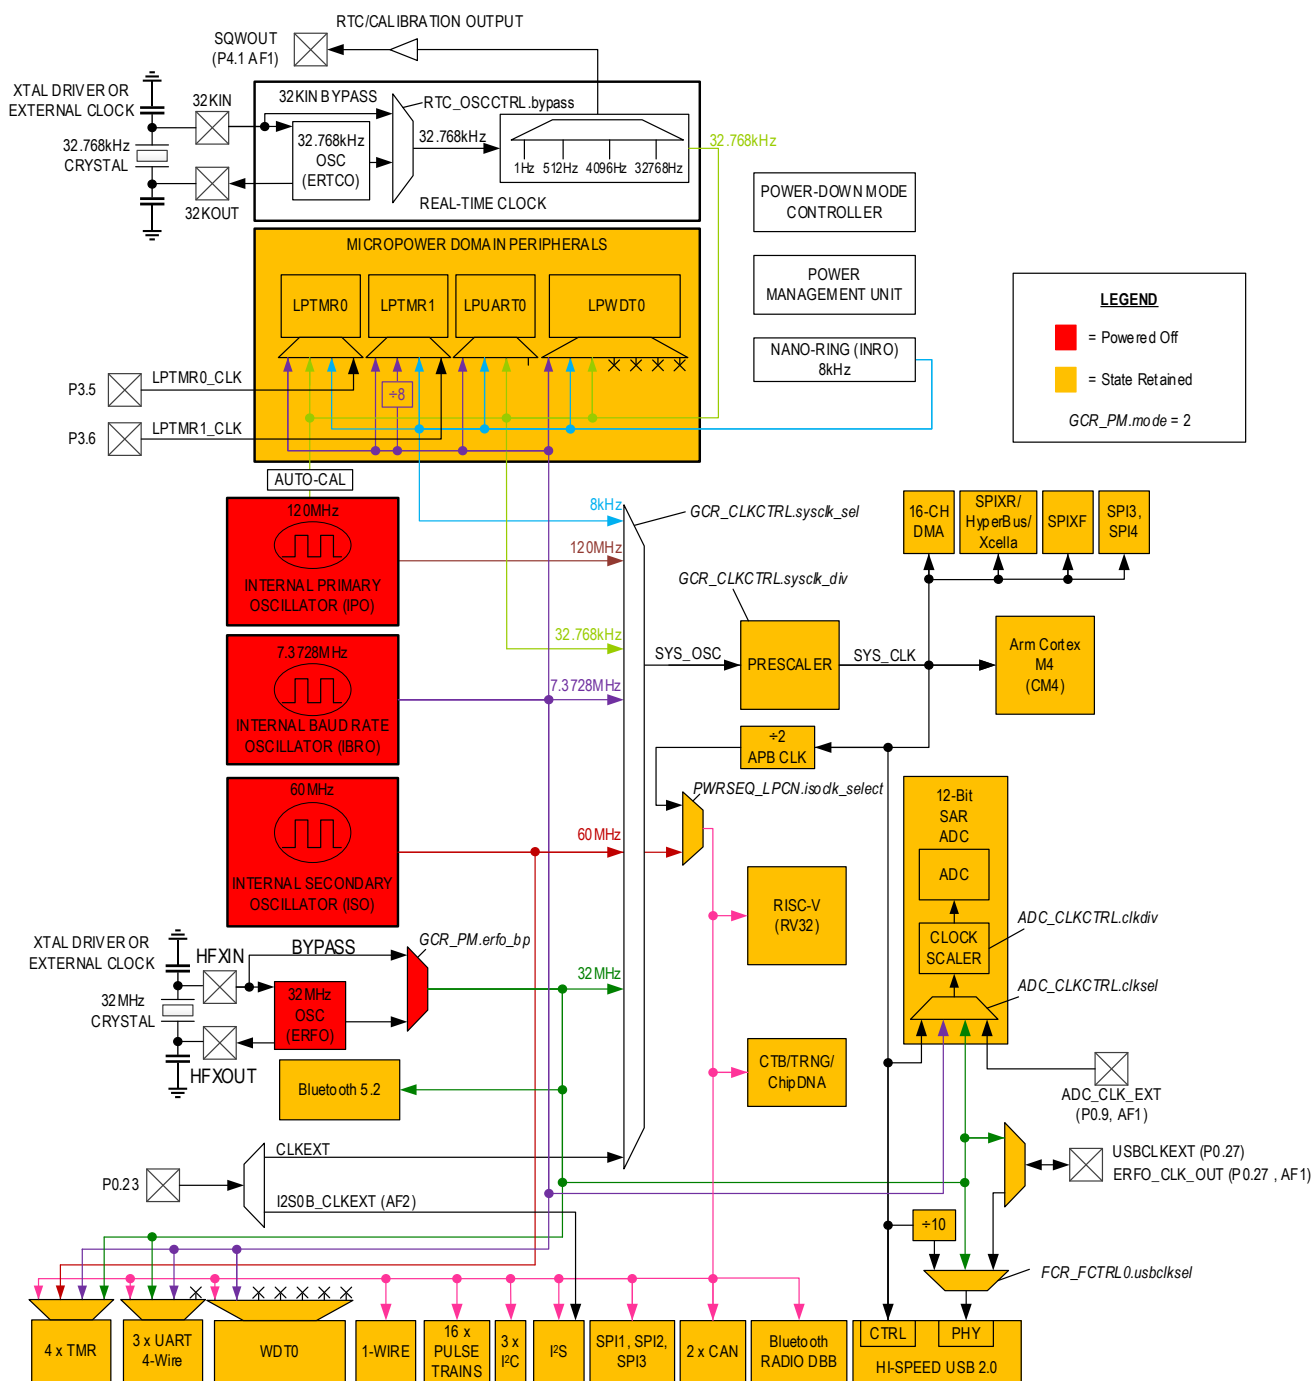 RTC/CALIBRATION OUTPUT
SQWOUT
(P4.1 AF1)
XTAL DRIVER OR
EXTERNAL CLOCK
32KIN
32KIN BYPASS
RTC_OSCCTRL.bypass
32.768kHz
CRYSTAL
32.768kHz
OSC
(ERTCO)
32.768kHz
1Hz
512Hz
4096Hz
32768Hz
32.768kHz
32KOUT
REAL-TIME CLOCK
POWER-DOWN MODE
CONTROLLER
POWER
MANAGEMENT UNIT
NANO-RING (INRO)
8kHz
LEGEND
= Powered Off
= State Retained
GCR_PM.mode = 2
MICROPOWER DOMAIN PERIPHERALS
LPTMR0
LPTMR1
LPUART0
LPWDT0
÷8
P3.5
LPTMR0_CLK
P3.6
LPTMR1_CLK
AUTO-CAL
120MHz
INTERNAL PRIMARY
OSCILLATOR (IPO)
7.3728MHz
INTERNAL BAUD RATE
OSCILLATOR (IBRO)
60MHz
INTERNAL SECONDARY
OSCILLATOR (ISO)
8kHz
120MHz
32.768kHz
7.3728MHz
60MHz
32MHz
GCR_CLKCTRL.sysclk_sel
GCR_CLKCTRL.sysclk_div
SYS_OSC
PRESCALER
SYS_CLK
16-CH
DMA
SPIXR/
HyperBus/
Xcella
SPIXF
SPI3,
SPI4
Arm Cortex
M4
(CM4)
÷2
APB CLK
PWRSEQ_LPCN.isoclk_select
RISC-V
(RV32)
CTB/TRNG/
ChipDNA
12-Bit
SAR
ADC
ADC
CLOCK
SCALER
ADC_CLKCTRL.clkdiv
ADC_CLKCTRL.clksel
ADC_CLK_EXT
(P0.9, AF1)
XTAL DRIVER OR
EXTERNAL CLOCK
HFXIN
BYPASS
GCR_PM.erfo_bp
32MHz
CRYSTAL
32MHz
OSC
(ERFO)
HFXOUT
Bluetooth 5.2
P0.23
CLKEXT
I2S0B_CLKEXT (AF2)
USBCLKEXT (P0.27)
ERFO_CLK_OUT (P0.27 , AF1)
÷10
FCR_FCTRL0.usbclksel
4 x TMR
3 x UART
4-Wire
WDT0
1-WIRE
16 x
PULSE
TRAINS
3 x
I²C
I²S
SPI1, SPI2,
SPI3
2 x CAN
Bluetooth
RADIO DBB
CTRL
PHY
HI-SPEED USB 2.0